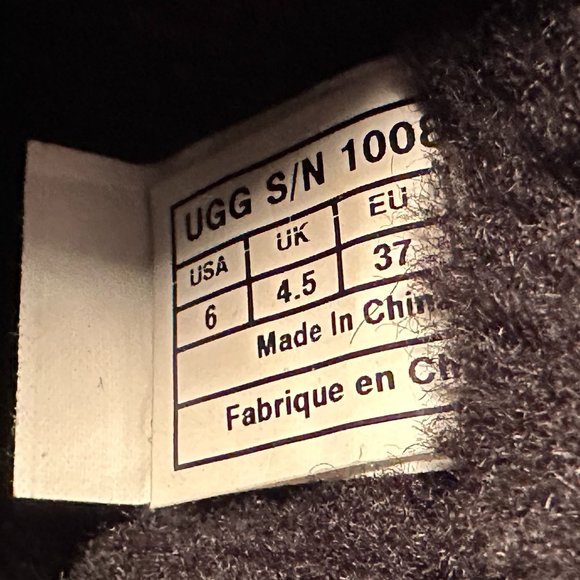 UGG S/N 1008
USA UK EU
6 4.5 37
Made In Chin
Fabrique en Ch